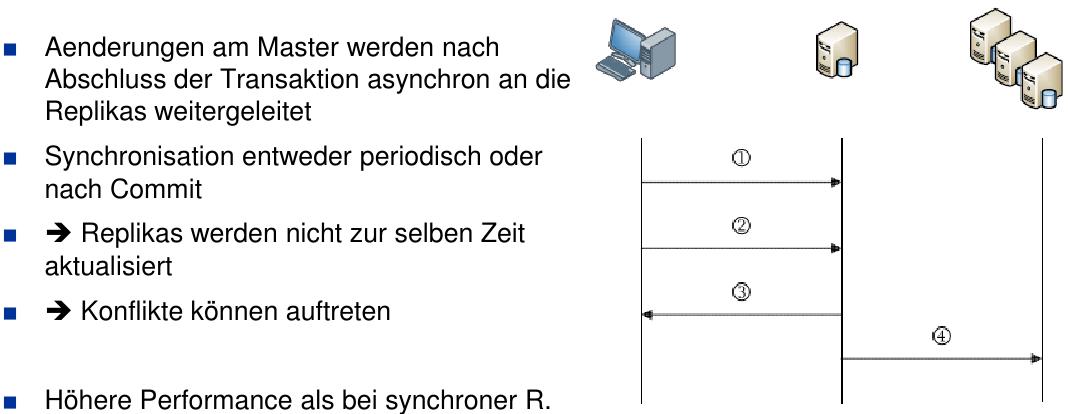 ■ Aenderungen am Master werden nach
Abschluss der Transaktion asynchron an die
Replikas weitergeleitet
■ Synchronisation entweder periodisch oder
nach Commit
■ ➔ Replikas werden nicht zur selben Zeit
aktualisiert
■ ➔ Konflikte können auftreten
■ Höhere Performance als bei synchroner R.
①
②
③
④